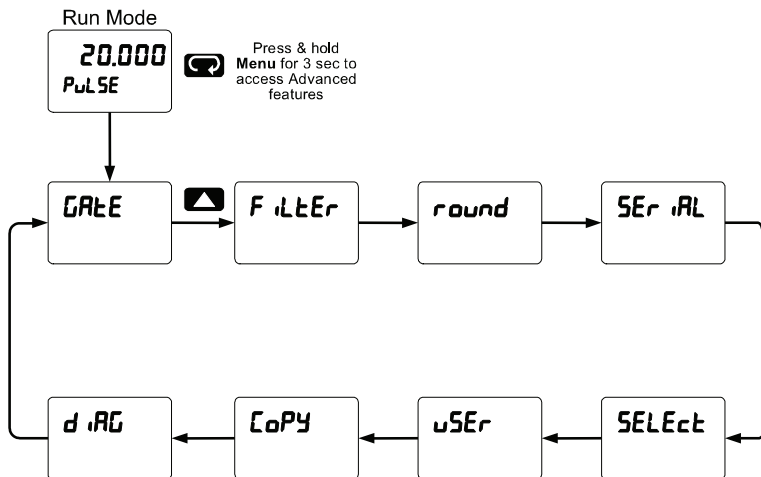 Run Mode
20.000
PuLSE
Press & hold
Menu for 3 sec to
access Advanced
features
GAtE
FiLtEr
round
SEriAL
diAG
CoPY
uSEr
SELEct